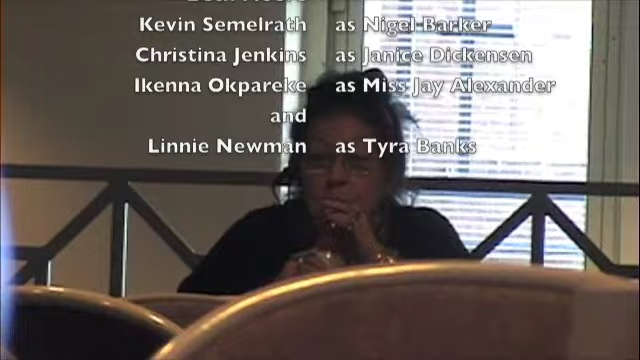 Kevin Semelrath as Nigel Barker
Christina Jenkins as Janice Dickensen
Ikenna Okpareke as Miss Jay Alexander
and
Linnie Newman as Tyra Banks